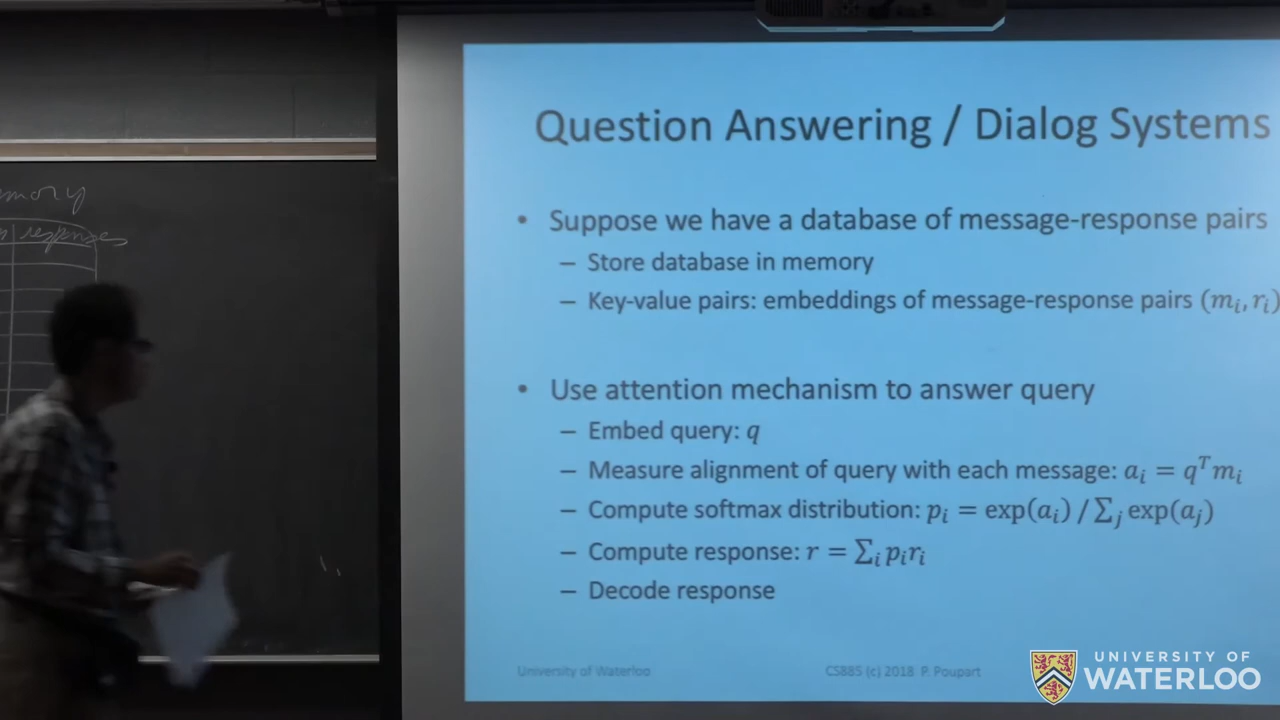 emory
responses
Question Answering / Dialog Systems
• Suppose we have a database of message-response pairs
– Store database in memory
– Key-value pairs: embeddings of message-response pairs (mᵢ, rᵢ)
• Use attention mechanism to answer query
– Embed query: q
– Measure alignment of query with each message: aᵢ = qᵀmᵢ
– Compute softmax distribution: pᵢ = exp(aᵢ) / ∑ⱼ exp(aⱼ)
– Compute response: r = ∑ᵢ pᵢrᵢ
– Decode response
University of Waterloo
CS885 (c) 2018 P. Poupart
UNIVERSITY OF
WATERLOO